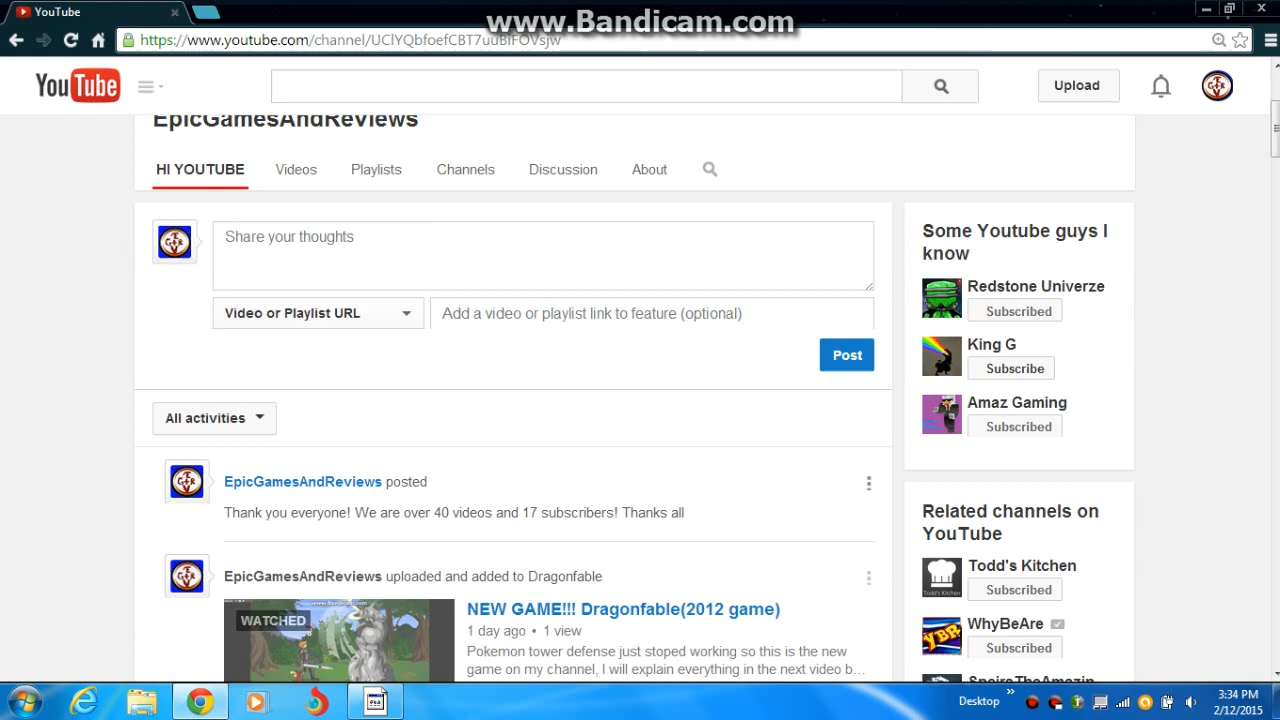 YouTube
www.Bandicam.com
https://www.youtube.com/channel/UClYQbfoefCBT7uuBIFOVsjw
YouTube
Upload
EpicGamesAndReviews
HI YOUTUBE Videos Playlists Channels Discussion About
Share your thoughts
Video or Playlist URL
Add a video or playlist link to feature (optional)
Post
All activities
EpicGamesAndReviews posted
Thank you everyone! We are over 40 videos and 17 subscribers! Thanks all
EpicGamesAndReviews uploaded and added to Dragonfable
www.Bandicam.com
WATCHED
NEW GAME!!! Dragonfable(2012 game)
1 day ago • 1 view
Pokemon tower defense just stoped working so this is the new
game on my channel, I will explain everything in the next video b...
Some Youtube guys I
know
Redstone Univerze
Subscribed
King G
Subscribe
Amaz Gaming
Subscribed
Related channels on
YouTube
Todd's Kitchen
Subscribed
WhyBeAre
Subscribed
SpeirsTheAmazin
Desktop
3:34 PM
2/12/2015